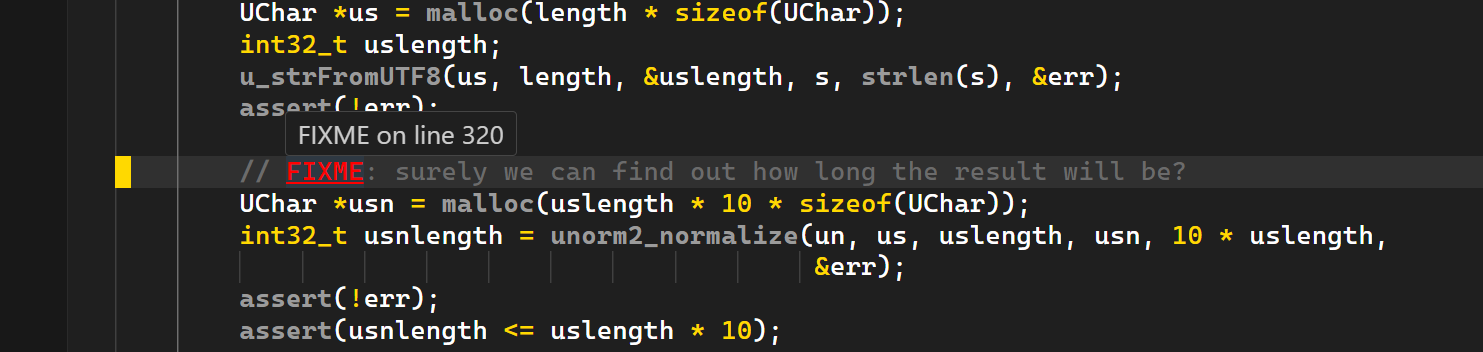 UChar *us = malloc(length * sizeof(UChar));
int32_t uslength;
u_strFromUTF8(us, length, &uslength, s, strlen(s), &err);
assert(!err);
FIXME on line 320
// FIXME: surely we can find out how long the result will be?
UChar *usn = malloc(uslength * 10 * sizeof(UChar));
int32_t usnlength = unorm2_normalize(un, us, uslength, usn, 10 * uslength,
&err);
assert(!err);
assert(usnlength <= uslength * 10);